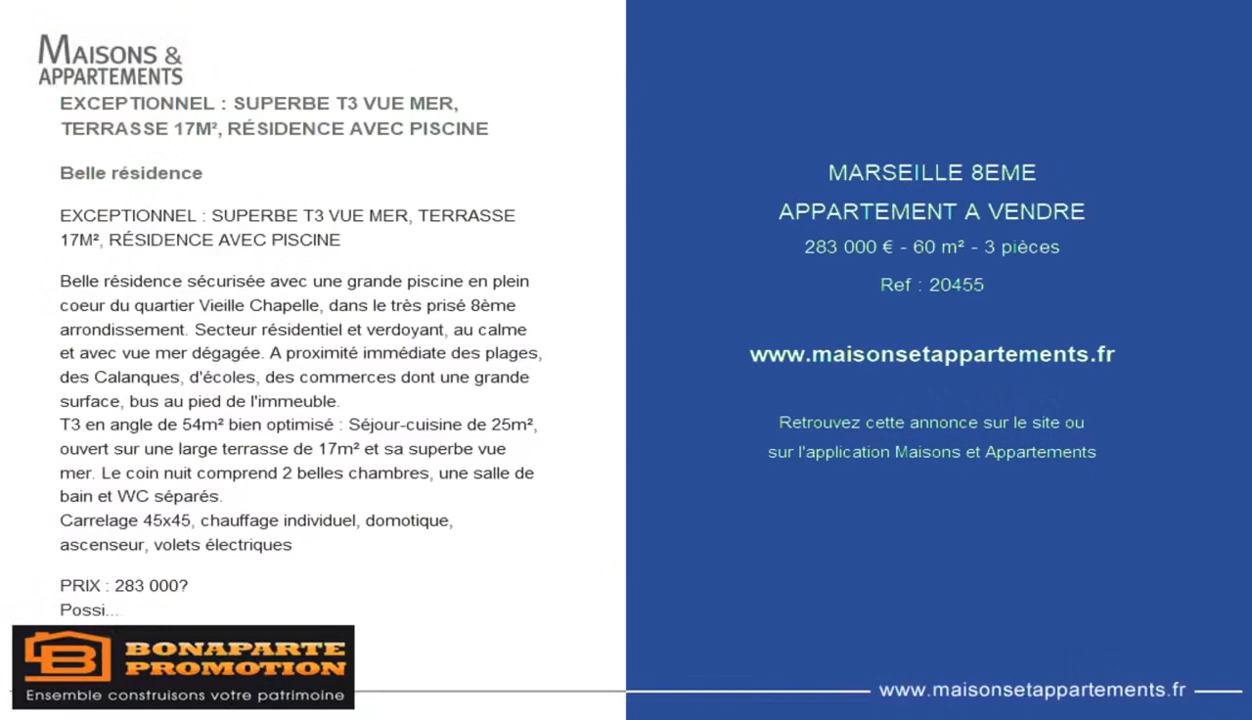 MAISONS &
APPARTEMENTS
EXCEPTIONNEL : SUPERBE T3 VUE MER,
TERRASSE 17M², RÉSIDENCE AVEC PISCINE
Belle résidence
EXCEPTIONNEL : SUPERBE T3 VUE MER, TERRASSE
17M², RÉSIDENCE AVEC PISCINE
Belle résidence sécurisée avec une grande piscine en plein
coeur du quartier Vieille Chapelle, dans le très prisé 8ème
arrondissement. Secteur résidentiel et verdoyant, au calme
et avec vue mer dégagée. A proximité immédiate des plages,
des Calanques, d'écoles, des commerces dont une grande
surface, bus au pied de l'immeuble.
T3 en angle de 54m² bien optimisé : Séjour-cuisine de 25m²,
ouvert sur une large terrasse de 17m² et sa superbe vue
mer. Le coin nuit comprend 2 belles chambres, une salle de
bain et WC séparés.
Carrelage 45x45, chauffage individuel, domotique,
ascenseur, volets électriques
PRIX : 283 000?
Possi...
BONAPARTE
PROMOTION
Ensemble construisons votre patrimoine
MARSEILLE 8EME
APPARTEMENT A VENDRE
283 000 € - 60 m² - 3 pièces
Ref : 20455
www.maisonsetappartements.fr
Retrouvez cette annonce sur le site ou
sur l'application Maisons et Appartements
www.maisonsetappartements.fr